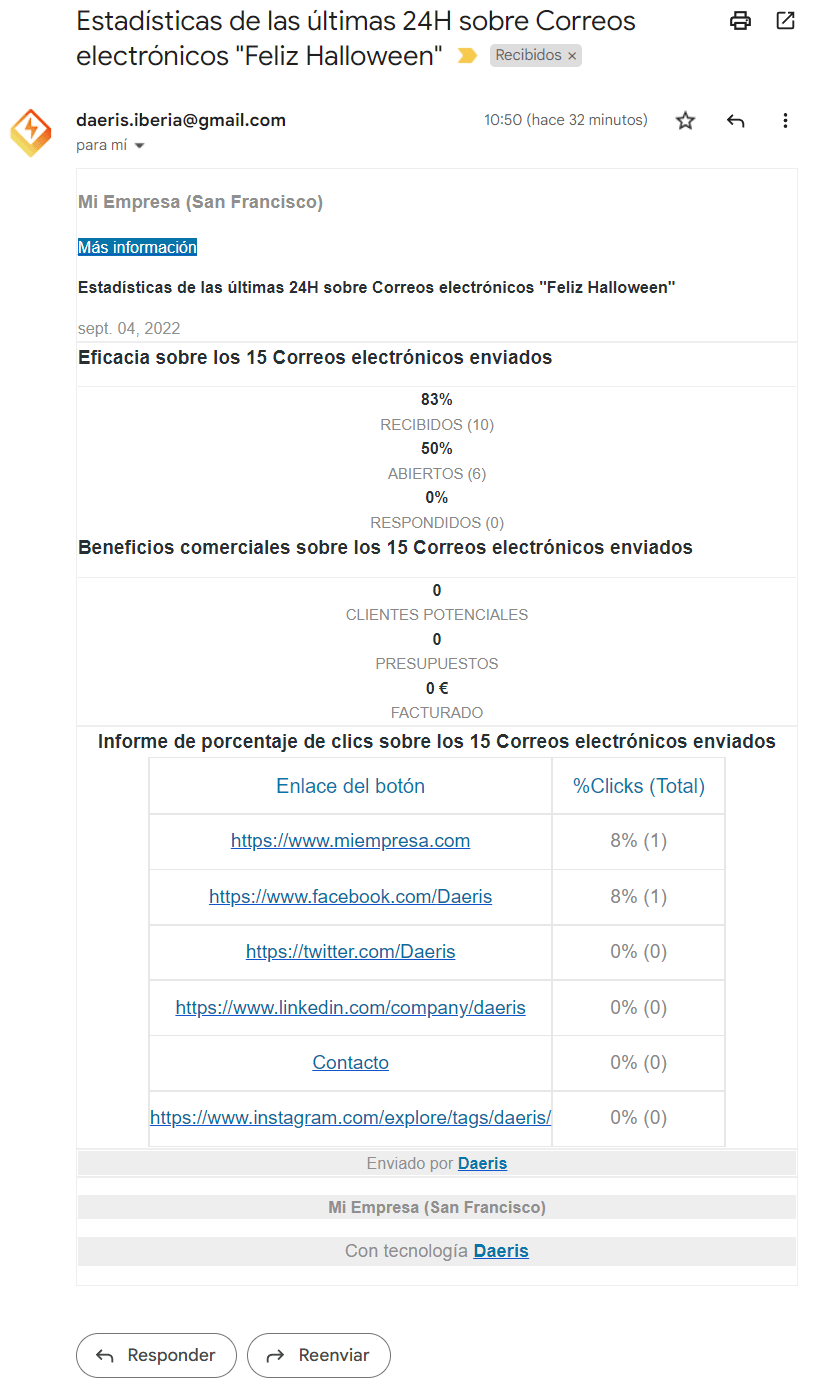 Estadísticas de las últimas 24H sobre Correos
electrónicos "Feliz Halloween" Recibidos ×
daeris.iberia@gmail.com 10:50 (hace 32 minutos)
para mí
Mi Empresa (San Francisco)
Más información
Estadísticas de las últimas 24H sobre Correos electrónicos "Feliz Halloween"
sept. 04, 2022
Eficacia sobre los 15 Correos electrónicos enviados
83%
RECIBIDOS (10)
50%
ABIERTOS (6)
0%
RESPONDIDOS (0)
Beneficios comerciales sobre los 15 Correos electrónicos enviados
0
CLIENTES POTENCIALES
0
PRESUPUESTOS
0 €
FACTURADO
Informe de porcentaje de clics sobre los 15 Correos electrónicos enviados
Enlace del botón %Clicks (Total)
https://www.miempresa.com 8% (1)
https://www.facebook.com/Daeris 8% (1)
https://twitter.com/Daeris 0% (0)
https://www.linkedin.com/company/daeris 0% (0)
Contacto 0% (0)
https://www.instagram.com/explore/tags/daeris/ 0% (0)
Enviado por Daeris
Mi Empresa (San Francisco)
Con tecnología Daeris
Responder Reenviar